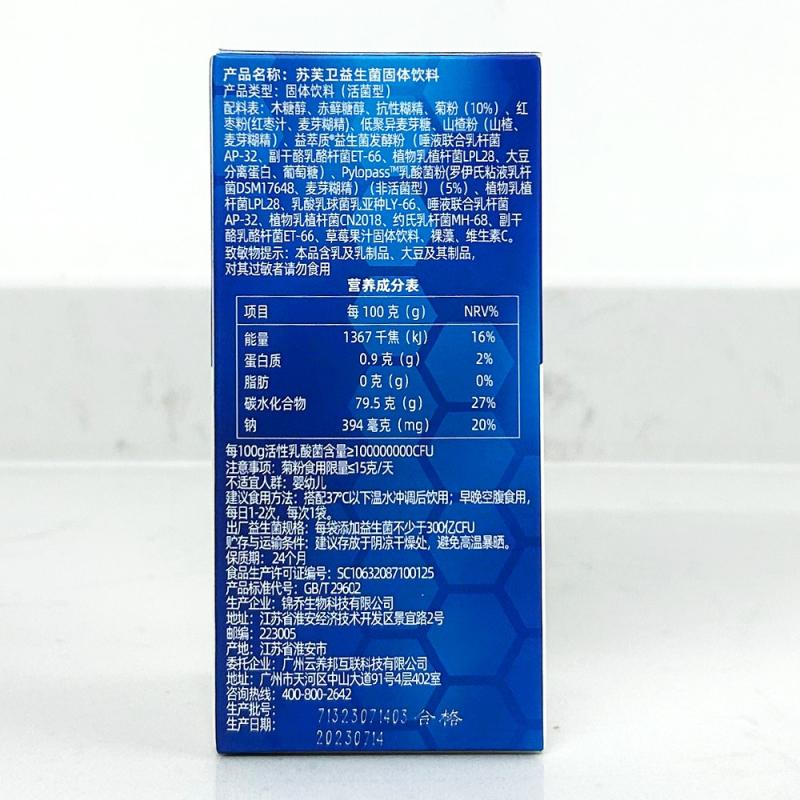 产品名称：苏芙卫益生菌固体饮料
产品类型：固体饮料（活菌型）
配料表：木糖醇、赤藓糖醇、抗性糊精、菊粉（10%）、红
枣粉(红枣汁、麦芽糊精)、低聚异麦芽糖、山楂粉（山楂、
麦芽糊精）、益萃质®益生菌发酵粉（唾液联合乳杆菌
AP-32、副干酪乳酪杆菌ET-66、植物乳植杆菌LPL28、大豆
分离蛋白、葡萄糖）、Pylopass™乳酸菌粉(罗伊氏粘液乳杆
菌DSM17648、麦芽糊精）（非活菌型）（5%）、植物乳植
杆菌LPL28、乳酸乳球菌乳亚种LY-66、唾液联合乳杆菌
AP-32、植物乳植杆菌CN2018、约氏乳杆菌MH-68、副干
酪乳酪杆菌ET-66、草莓果汁固体饮料、裸藻、维生素C。
致敏物提示：本品含乳及乳制品、大豆及其制品，
对其过敏者请勿食用
营养成分表
项目 每 100 克（g） NRV%
能量 1367 千焦（kJ） 16%
蛋白质 0.9 克（g） 2%
脂肪 0 克（g） 0%
碳水化合物 79.5 克（g） 27%
钠 394 毫克（mg） 20%
每100g活性乳酸菌含量≥100000000CFU
注意事项：菊粉食用限量≤15克/天
不适宜人群：婴幼儿
建议食用方法：搭配37℃以下温水冲调后饮用；早晚空腹食用，
每日1-2次，每次1袋。
出厂益生菌规格：每袋添加益生菌不少于300亿CFU
贮存与运输条件：建议存放于阴凉干燥处，避免高温暴晒。
保质期：24个月
食品生产许可证编号：SC10632087100125
产品标准代号：GB/T 29602
生产企业：锦乔生物科技有限公司
地址：江苏省淮安经济技术开发区景宜路2号
邮编：223005
产地：江苏省淮安市
委托企业：广州云养邦互联科技有限公司
地址：广州市天河区中山大道91号4层402室
咨询热线：400-800-2642
生产批号： 71323071403 合格
生产日期： 20230714